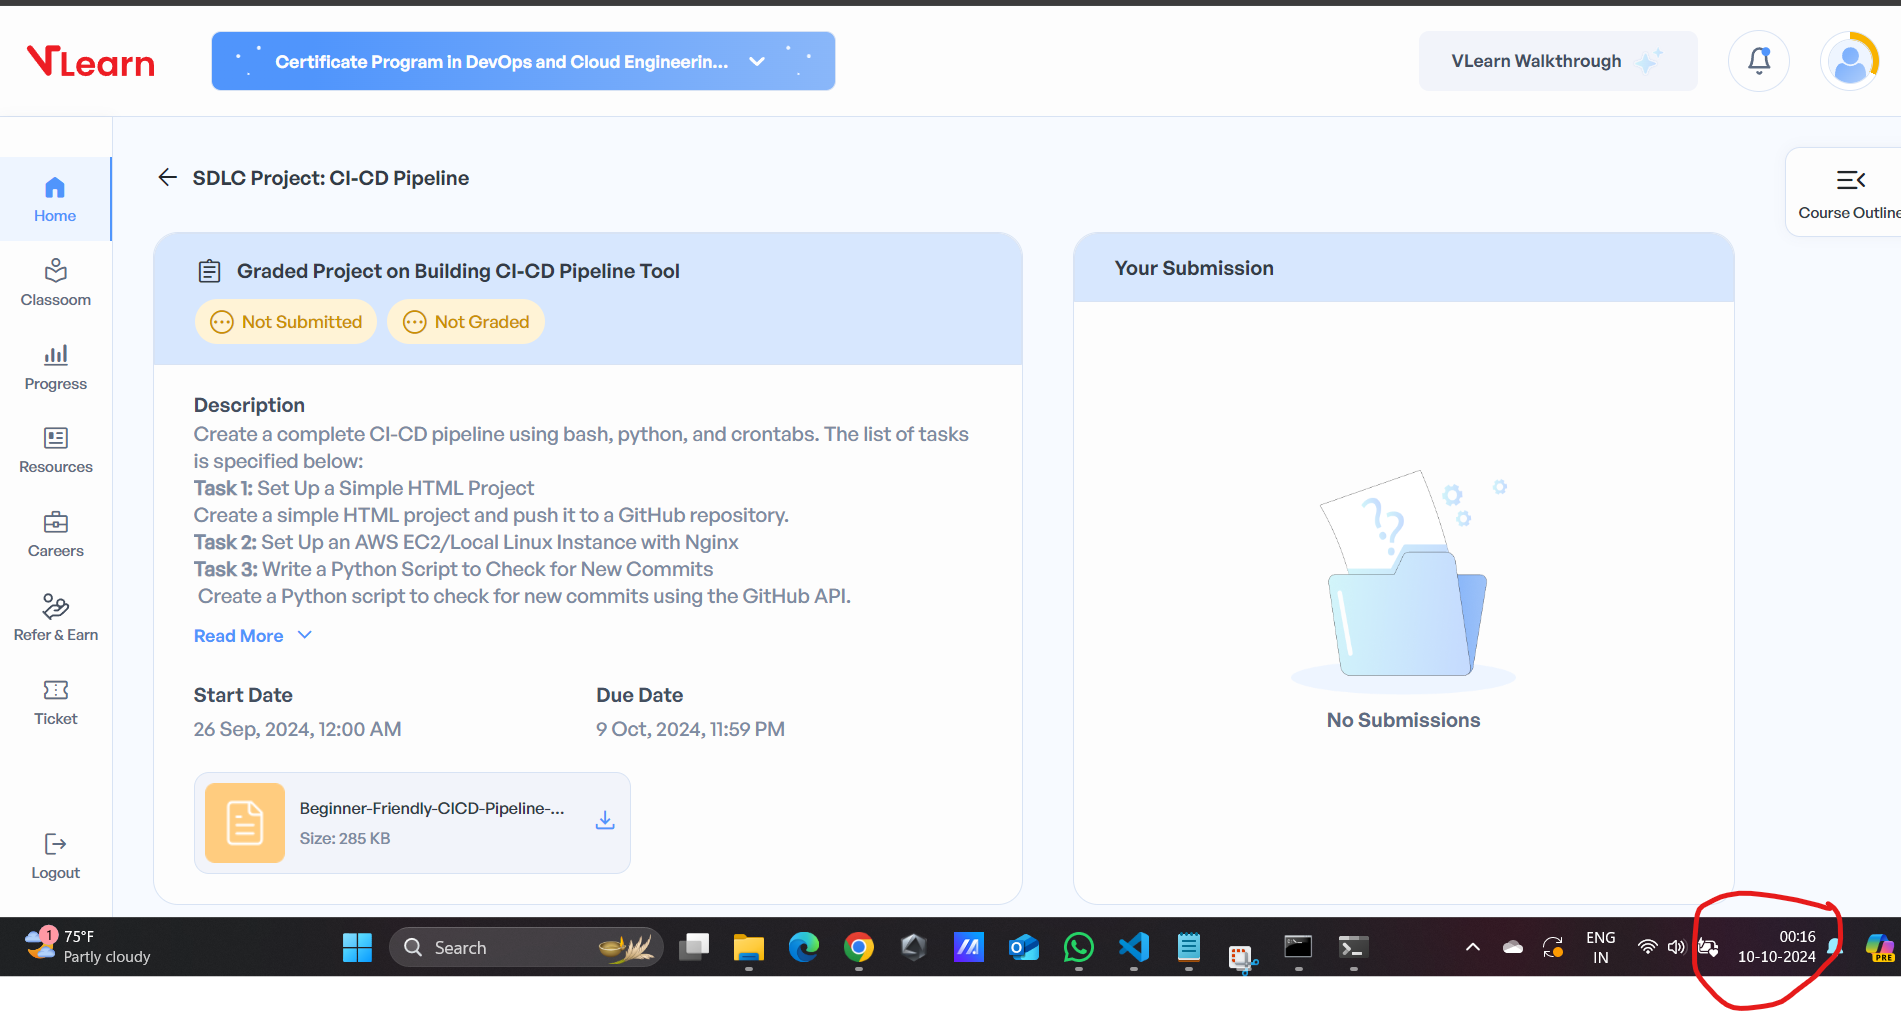 VLearn
Certificate Program in DevOps and Cloud Engineerin...
VLearn Walkthrough
Home
Classoom
Progress
Resources
Careers
Refer & Earn
Ticket
Logout
SDLC Project: CI-CD Pipeline
Course Outline
Graded Project on Building CI-CD Pipeline Tool
Not Submitted
Not Graded
Description
Create a complete CI-CD pipeline using bash, python, and crontabs. The list of tasks
is specified below:
Task 1: Set Up a Simple HTML Project
Create a simple HTML project and push it to a GitHub repository.
Task 2: Set Up an AWS EC2/Local Linux Instance with Nginx
Task 3: Write a Python Script to Check for New Commits
Create a Python script to check for new commits using the GitHub API.
Read More
Start Date
26 Sep, 2024, 12:00 AM
Due Date
9 Oct, 2024, 11:59 PM
Beginner-Friendly-CICD-Pipeline-...
Size: 285 KB
Your Submission
??
No Submissions
1
75°F
Partly cloudy
Search
ENG
IN
00:16
10-10-2024
PRE